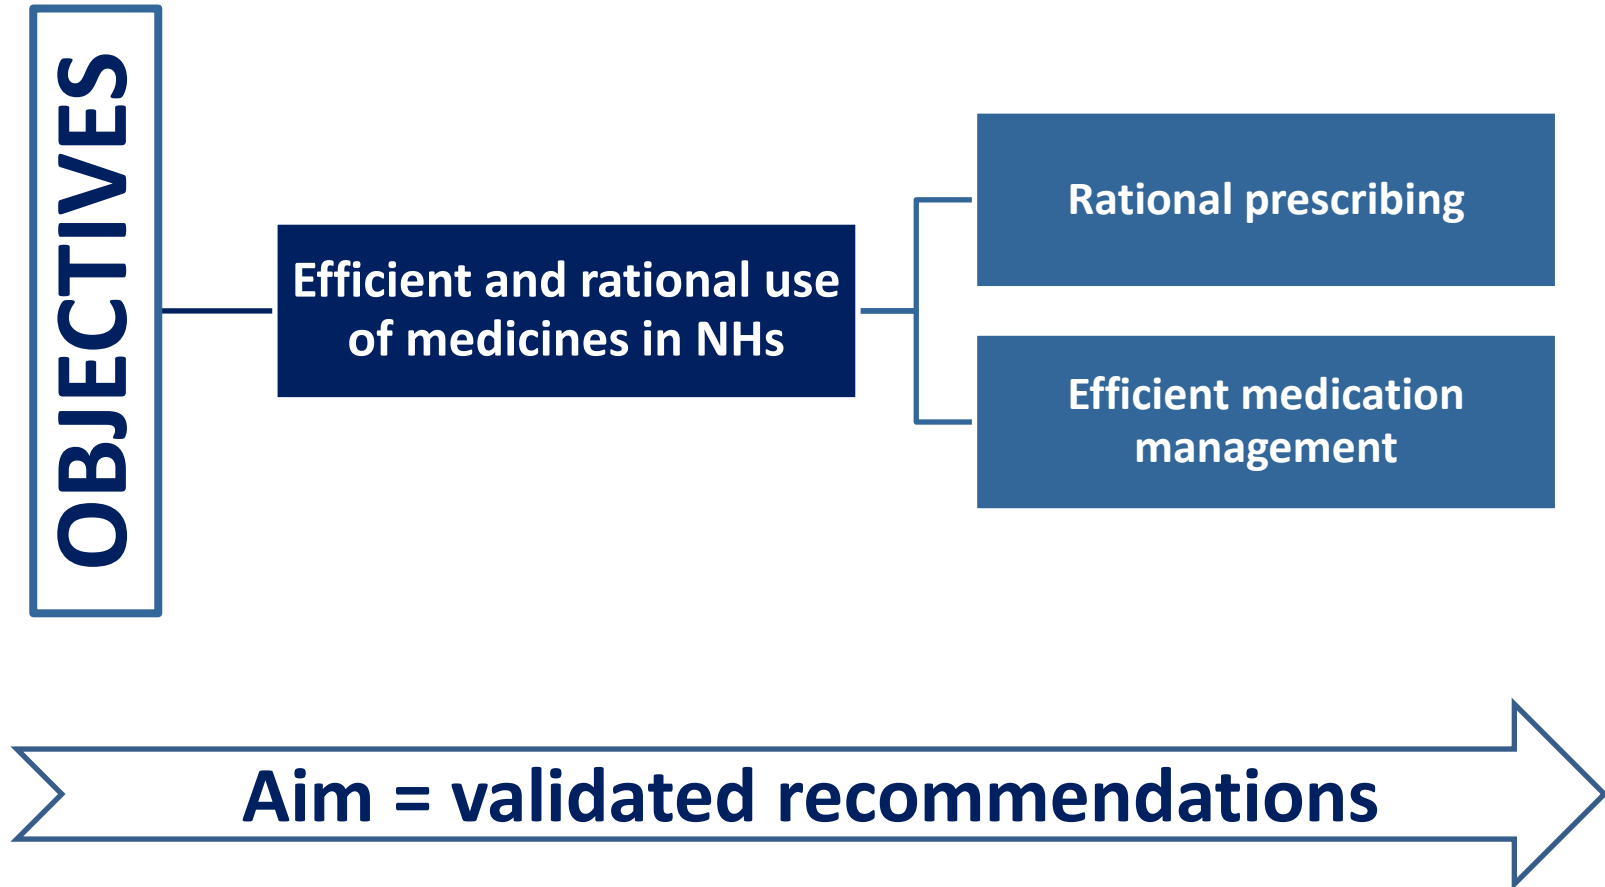 OBJECTIVES
Efficient and rational use
of medicines in NHs
Rational prescribing
Efficient medication
management
Aim = validated recommendations